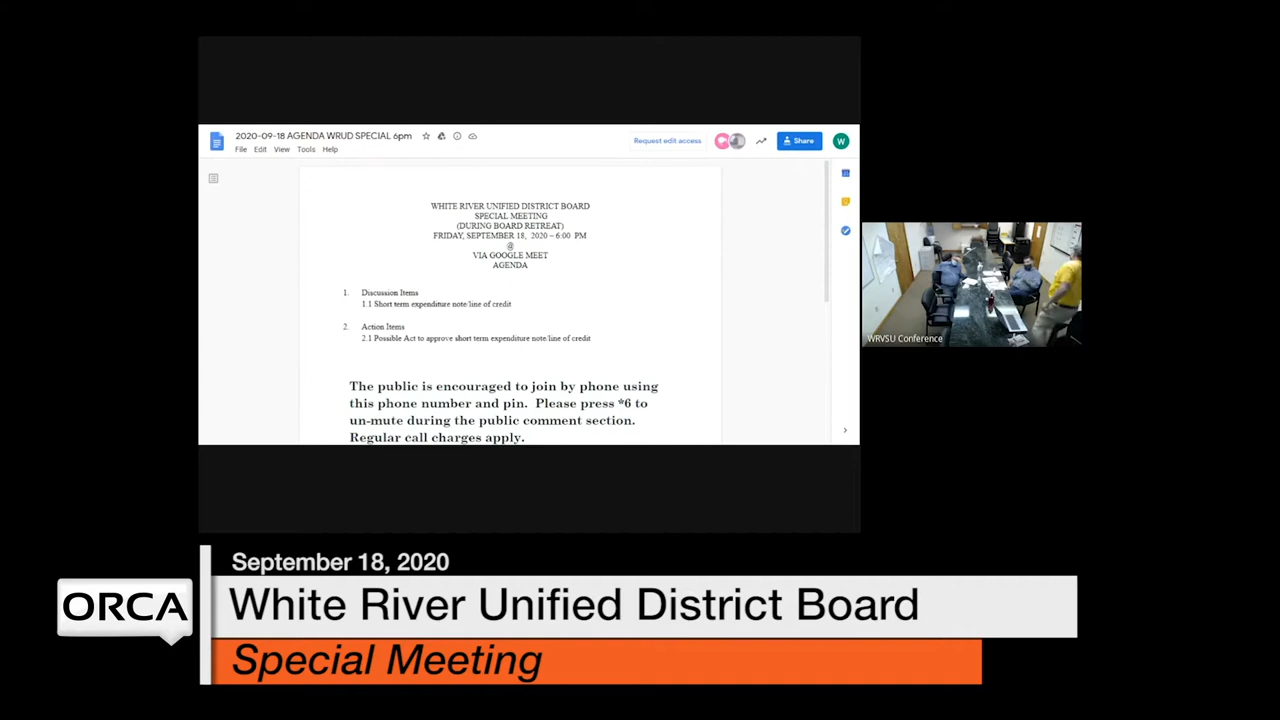 2020-09-18 AGENDA WRUD SPECIAL 6pm
File Edit View Tools Help
Request edit access
Share
W
WHITE RIVER UNIFIED DISTRICT BOARD
SPECIAL MEETING
(DURING BOARD RETREAT)
FRIDAY, SEPTEMBER 18, 2020 – 6:00 PM
@
VIA GOOGLE MEET
AGENDA
1. Discussion Items
1.1 Short term expenditure note/line of credit
2. Action Items
2.1 Possible Act to approve short term expenditure note/line of credit
The public is encouraged to join by phone using
this phone number and pin. Please press *6 to
un-mute during the public comment section.
Regular call charges apply.
WRVSU Conference
September 18, 2020
ORCA
White River Unified District Board
Special Meeting